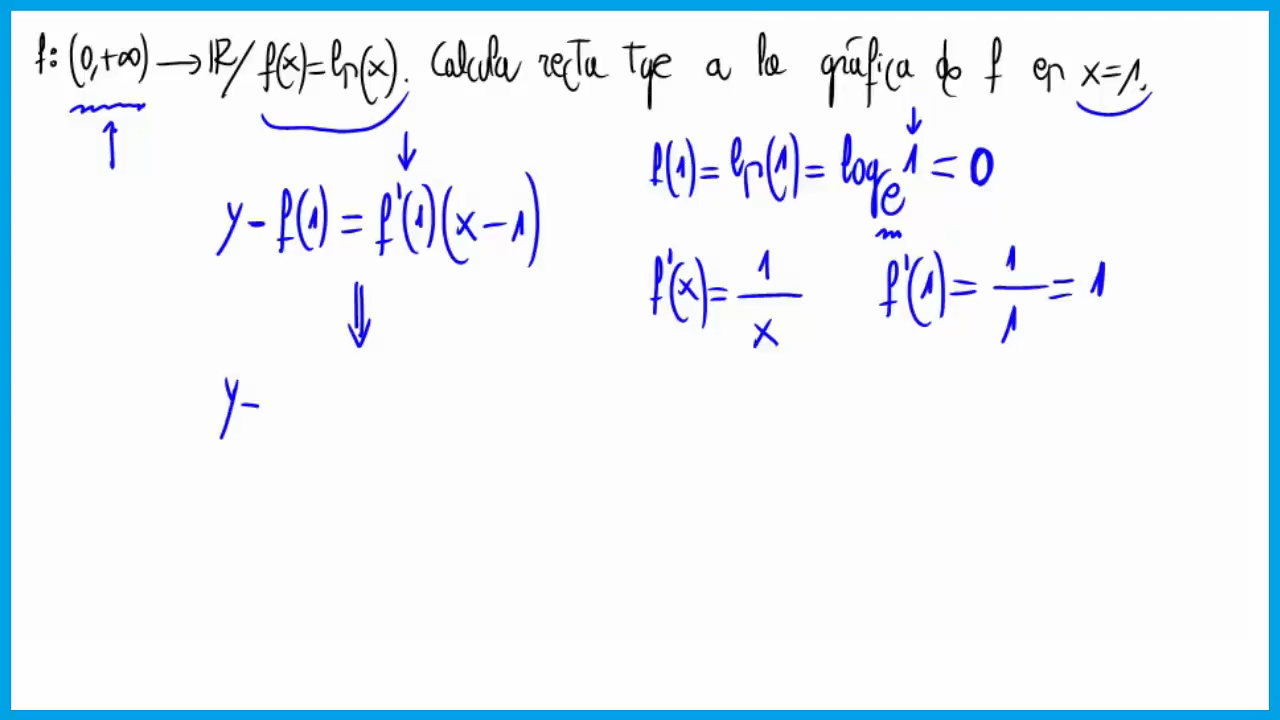 f: (0,+∞) → ℝ / f(x)=ln(x). Calcula recta tge a la gráfica de f en x=1.
f(1)=ln(1)=log_e 1=0
y-f(1)=f'(1)(x-1)
f'(x)=1/x f'(1)=1/1=1
⇓
y-